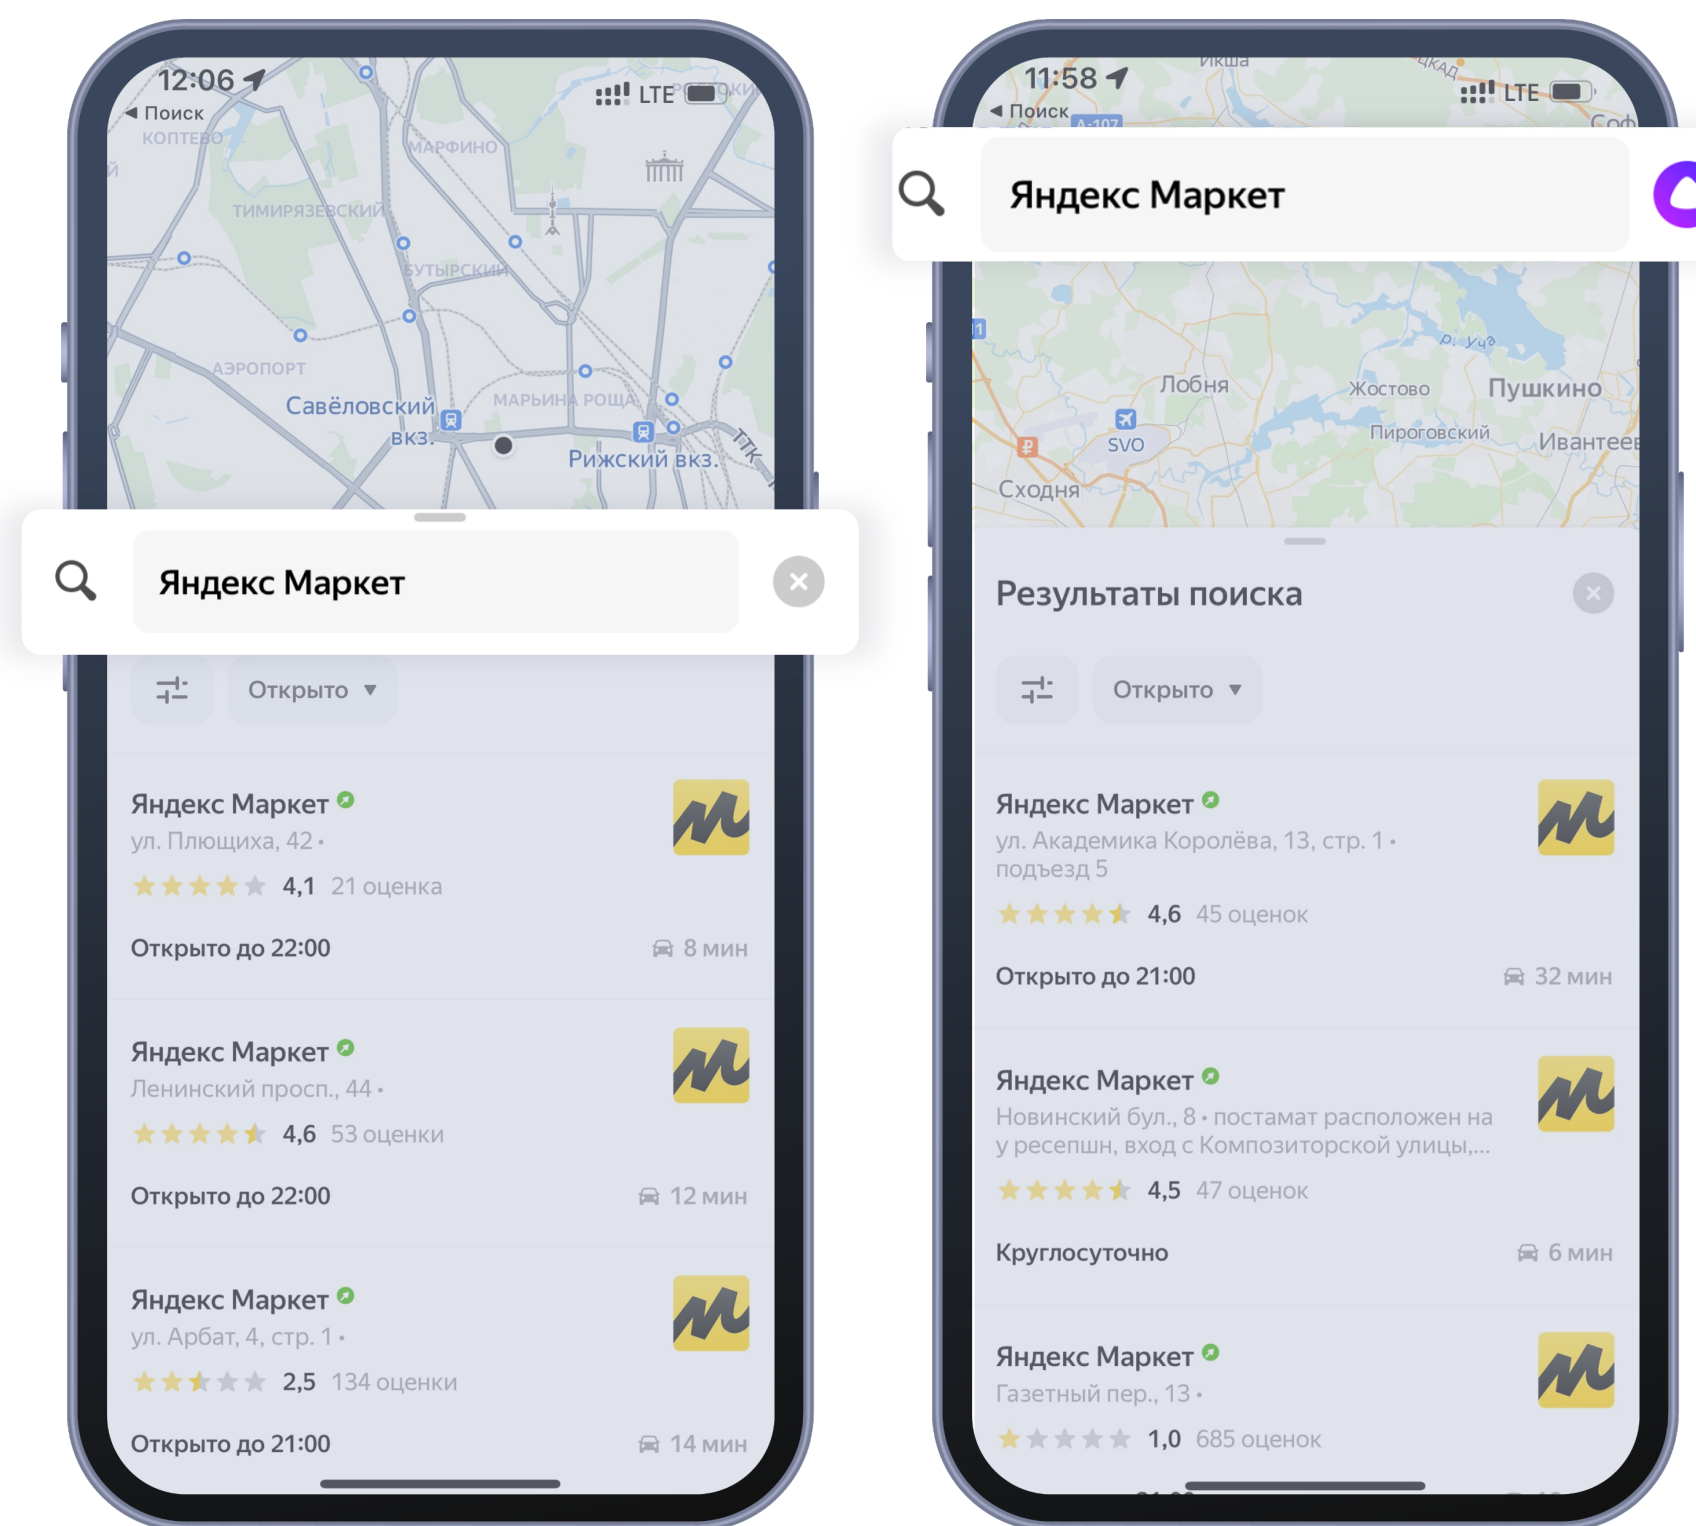 12:06
LTE
Поиск
КОПТЕВО
МАРФИНО
ТИМИРЯЗЕВСКИЙ
БУТЫРСКИЙ
АЭРОПОРТ
Савёловский
вкз.
МАРЬИНА РОЩА
Рижский вкз.
ТТК
Яндекс Маркет
Открыто
Яндекс Маркет
ул. Плющиха, 42 •
4,1 21 оценка
Открыто до 22:00 8 мин
Яндекс Маркет
Ленинский просп., 44 •
4,6 53 оценки
Открыто до 22:00 12 мин
Яндекс Маркет
ул. Арбат, 4, стр. 1 •
2,5 134 оценки
Открыто до 21:00 14 мин
Икша
11:58
LTE
Поиск
А-107
Яндекс Маркет
р. Уча
Лобня
Жостово
Пушкино
SVO
Пироговский
Ивантеев
Сходня
Результаты поиска
Открыто
Яндекс Маркет
ул. Академика Королёва, 13, стр. 1 •
подъезд 5
4,6 45 оценок
Открыто до 21:00 32 мин
Яндекс Маркет
Новинский бул., 8 • постамат расположен на
у ресепшн, вход с Композиторской улицы,...
4,5 47 оценок
Круглосуточно 6 мин
Яндекс Маркет
Газетный пер., 13 •
1,0 685 оценок